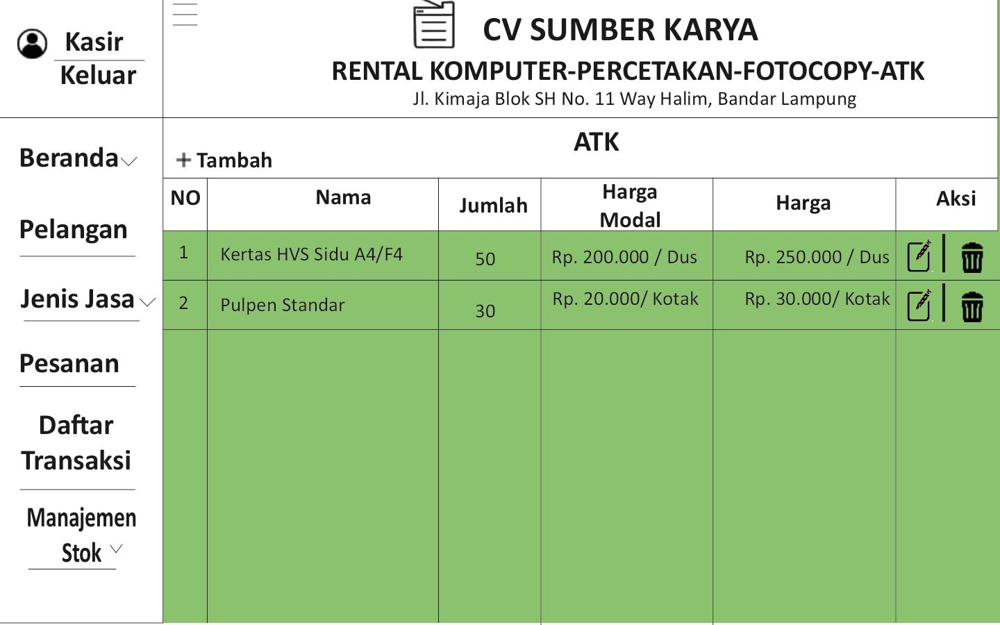 Kasir
Keluar
CV SUMBER KARYA
RENTAL KOMPUTER-PERCETAKAN-FOTOCOPY-ATK
Jl. Kimaja Blok SH No. 11 Way Halim, Bandar Lampung
Beranda
Pelangan
Jenis Jasa
Pesanan
Daftar
Transaksi
Manajemen
Stok
ATK
+ Tambah
NO Nama Jumlah Harga Modal Harga Aksi
1 Kertas HVS Sidu A4/F4 50 Rp. 200.000 / Dus Rp. 250.000 / Dus
2 Pulpen Standar 30 Rp. 20.000/ Kotak Rp. 30.000/ Kotak